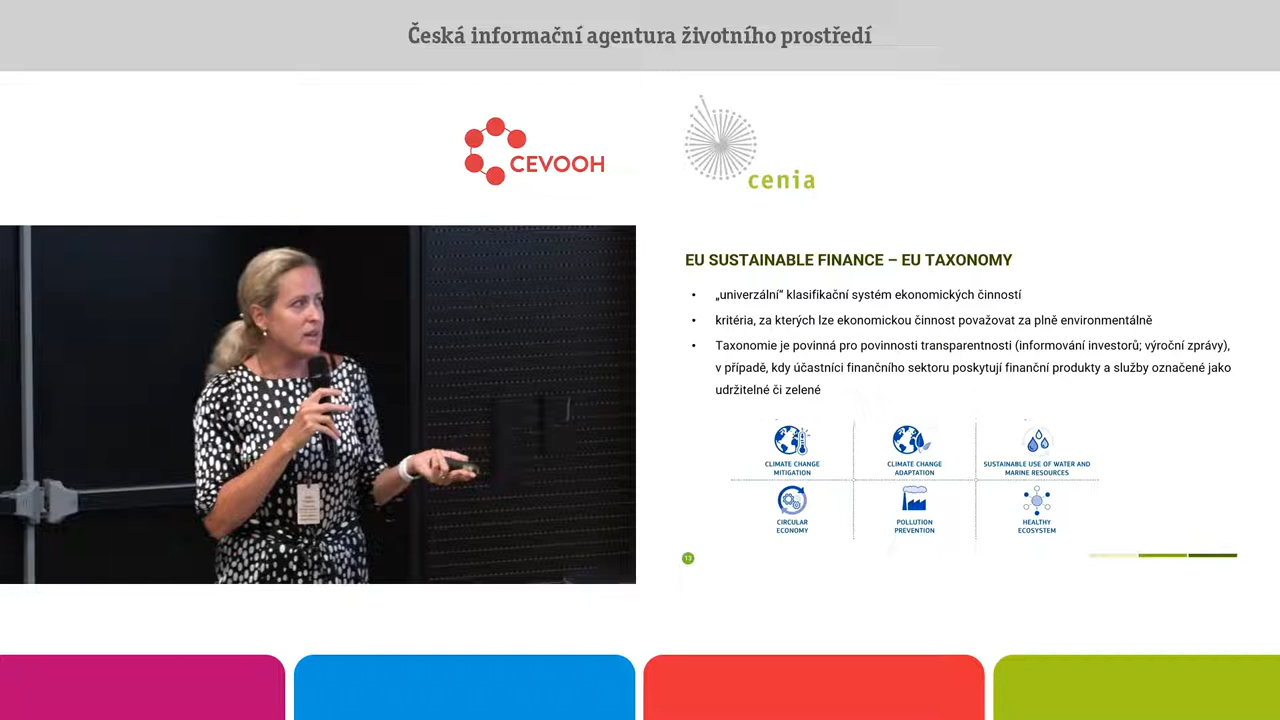 Česká informační agentura životního prostředí
CEVOOH
cenia
EU SUSTAINABLE FINANCE – EU TAXONOMY
• „univerzální“ klasifikační systém ekonomických činností
• kritéria, za kterých lze ekonomickou činnost považovat za plně environmentálně
• Taxonomie je povinná pro povinnosti transparentnosti (informování investorů; výroční zprávy),
v případě, kdy účastníci finančního sektoru poskytují finanční produkty a služby označené jako
udržitelné či zelené
CLIMATE CHANGE
MITIGATION
CLIMATE CHANGE
ADAPTATION
SUSTAINABLE USE OF WATER AND
MARINE RESOURCES
CIRCULAR
ECONOMY
POLLUTION
PREVENTION
HEALTHY
ECOSYSTEM
13